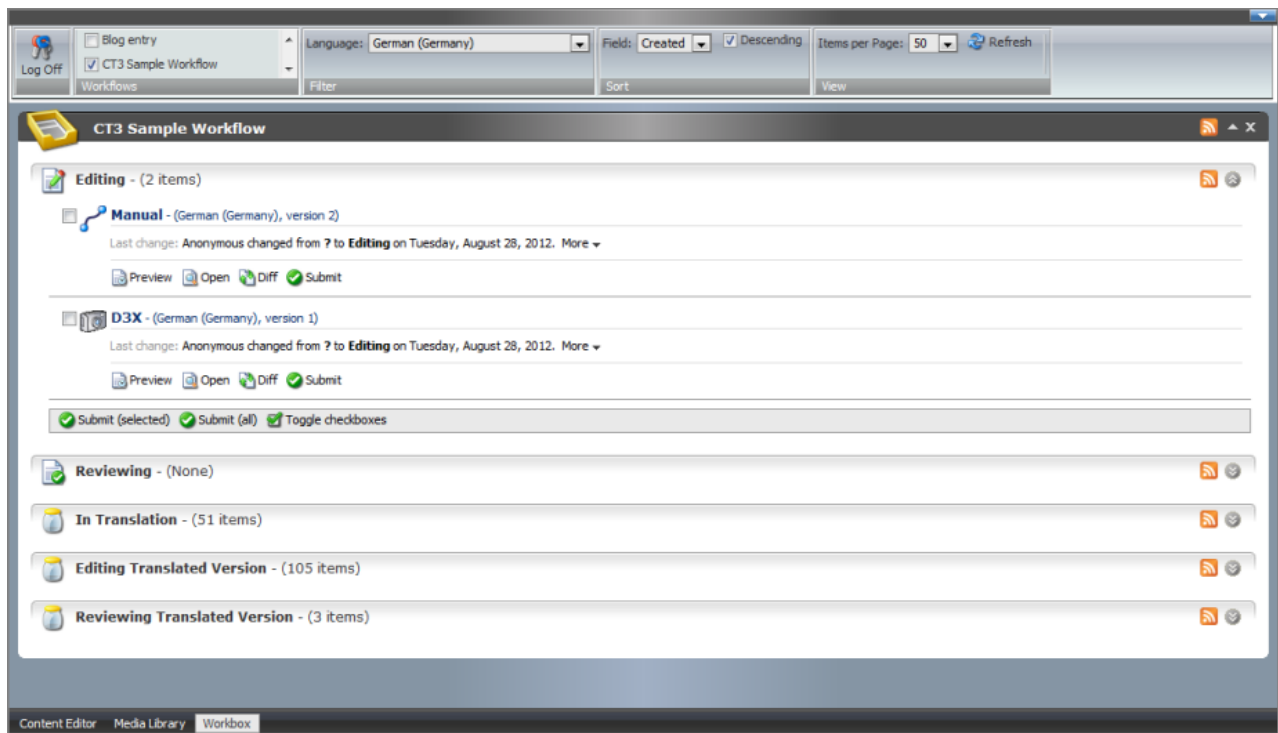 Log Off
Blog entry
CT3 Sample Workflow
Workflows
Language: German (Germany)
Filter
Field: Created Descending
Sort
Items per Page: 50 Refresh
View
CT3 Sample Workflow
Editing - (2 items)
Manual - (German (Germany), version 2)
Last change: Anonymous changed from ? to Editing on Tuesday, August 28, 2012. More
Preview Open Diff Submit
D3X - (German (Germany), version 1)
Last change: Anonymous changed from ? to Editing on Tuesday, August 28, 2012. More
Preview Open Diff Submit
Submit (selected) Submit (all) Toggle checkboxes
Reviewing - (None)
In Translation - (51 items)
Editing Translated Version - (105 items)
Reviewing Translated Version - (3 items)
Content Editor Media Library Workbox